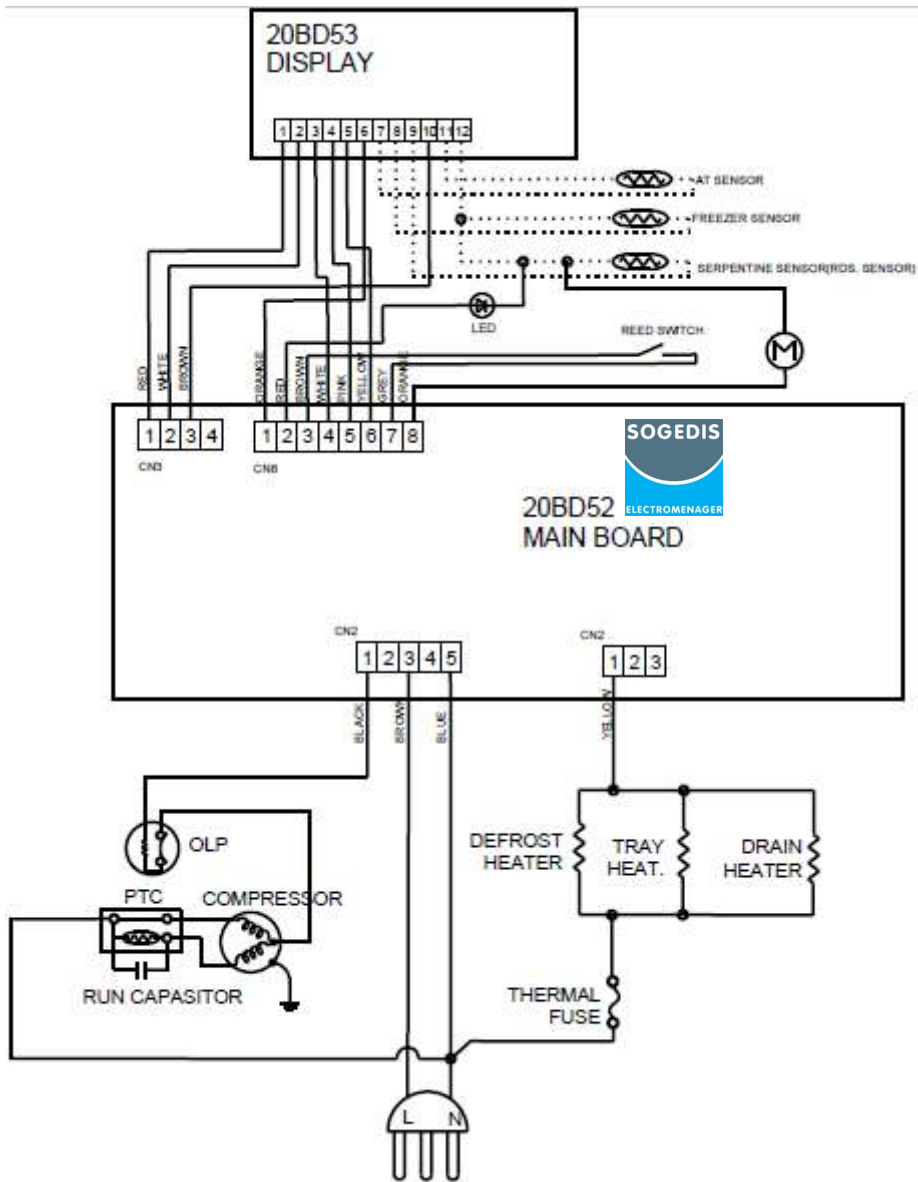 20BD53
DISPLAY
1 2 3 4 5 6 7 8 9 10 11 12
AT SENSOR
FREEZER SENSOR
SERPENTINE SENSOR(RDS. SENSOR)
LED
REED SWITCH
M
RED
WHITE
BROWN
ORANGE
RED
BROWN
WHITE
PINK
YELLOW
GREY
ORANGE
1 2 3 4
1 2 3 4 5 6 7 8
CN3
CN6
SOGEDIS
ELECTROMENAGER
20BD52
MAIN BOARD
CN2
CN2
1 2 3 4 5
1 2 3
BLACK
BROWN
BLUE
YELLOW
OLP
DEFROST
HEATER
TRAY
HEAT.
DRAIN
HEATER
PTC
COMPRESSOR
RUN CAPASITOR
THERMAL
FUSE
L N